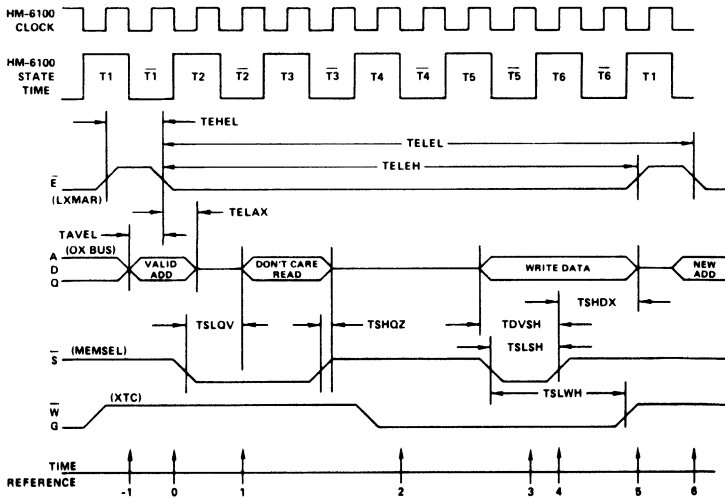 HM-6100
CLOCK
HM-6100
STATE
TIME
T1 T̅1̅ T2 T̅2̅ T3 T̅3̅ T4 T̅4̅ T5 T̅5̅ T6 T̅6̅ T1
TEHEL
TELEL
TELEH
E̅
(LXMAR)
TELAX
TAVEL
A (OX BUS)
D
Q
VALID
ADD
DON'T CARE
READ
WRITE DATA
NEW
ADD
TSHDX
TSLQV
TSHQZ
TDVSH
S̅ (MEMSEL)
TSLSH
TSLWH
W̅ (XTC)
G
TIME
REFERENCE
-1 0 1 2 3 4 5 6